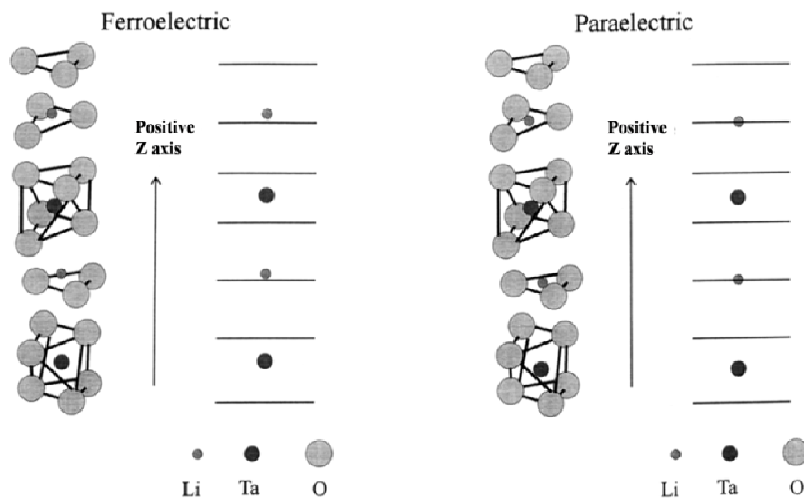 Ferroelectric
Paraelectric
Positive
Z axis
Positive
Z axis
Li Ta O
Li Ta O